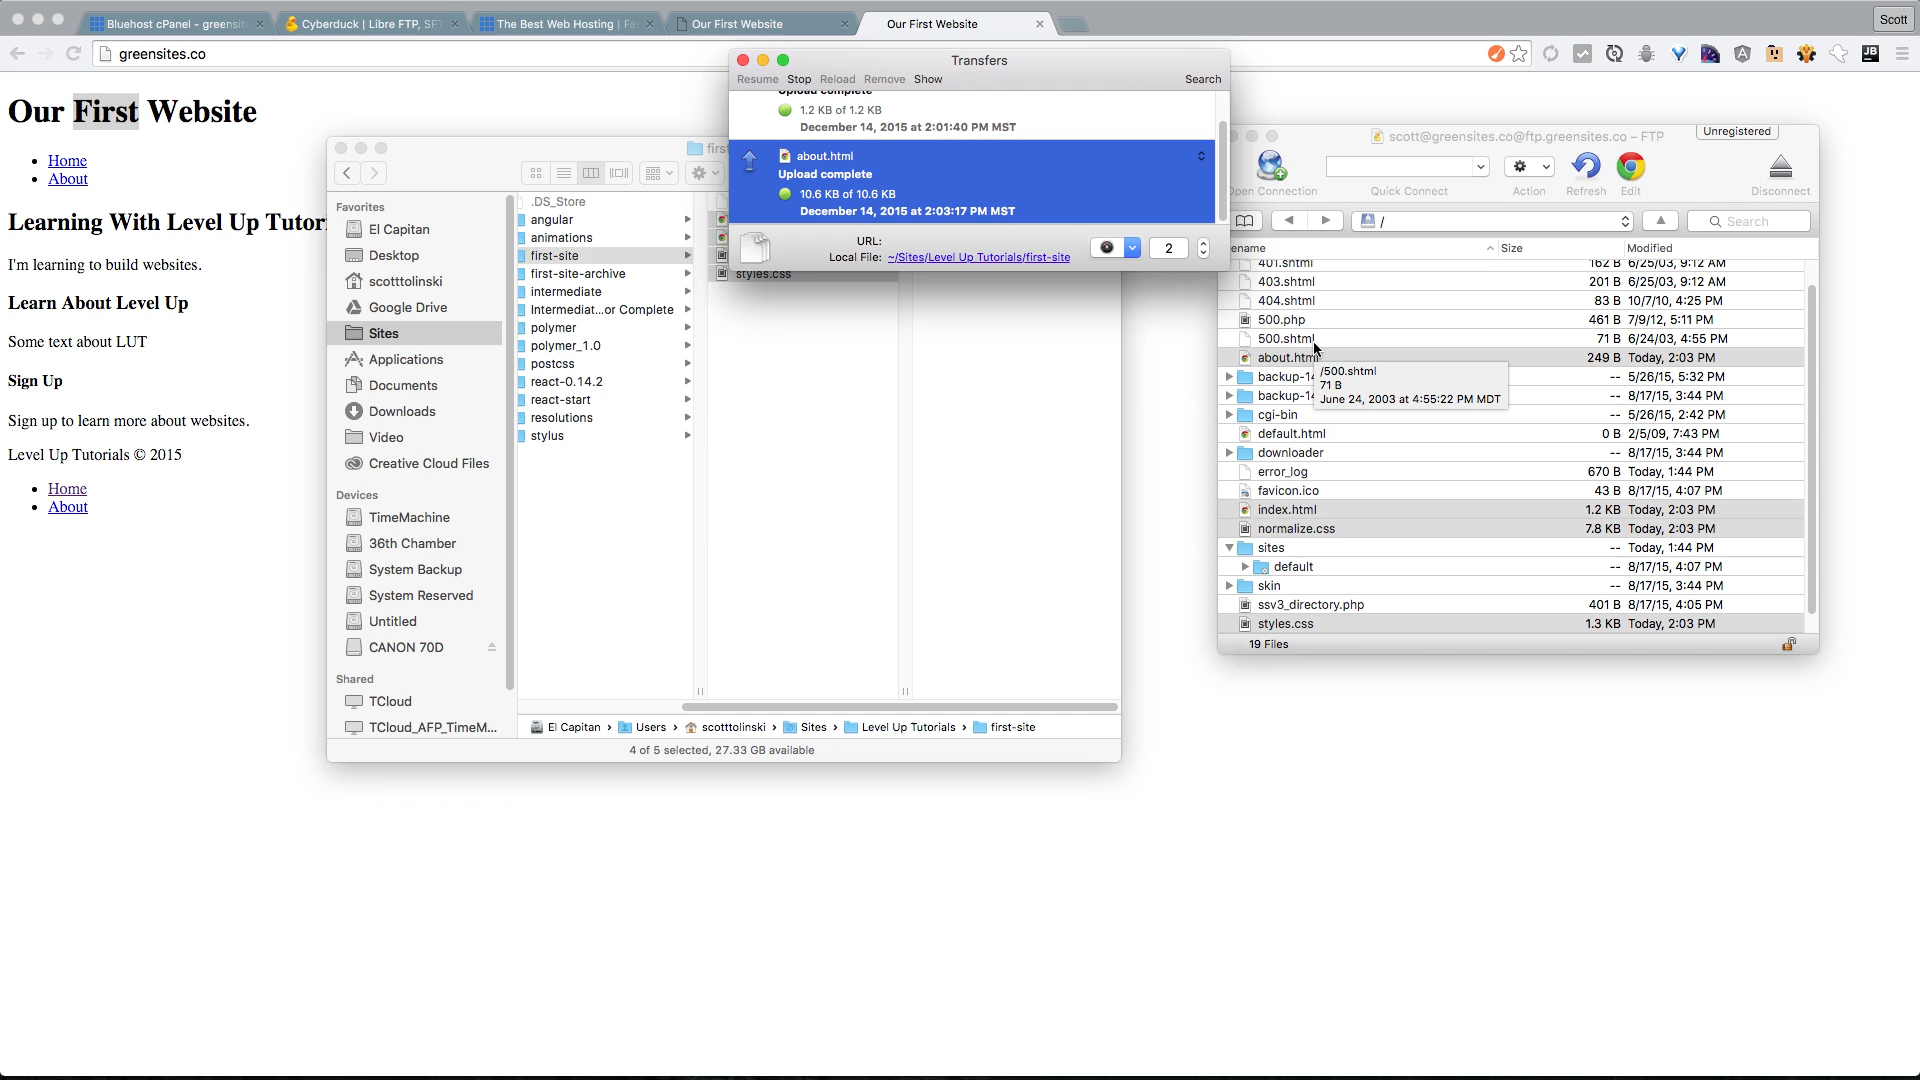 Bluehost cPanel - greensit
Cyberduck | Libre FTP, SFT
The Best Web Hosting | Fa
Our First Website
Our First Website
Scott
greensites.co
Our First Website
Home
About
Learning With Level Up Tutor
I'm learning to build websites.
Learn About Level Up
Some text about LUT
Sign Up
Sign up to learn more about websites.
Level Up Tutorials © 2015
Home
About
first
Favorites
El Capitan
Desktop
scotttolinski
Google Drive
Sites
Applications
Documents
Downloads
Video
Creative Cloud Files
Devices
TimeMachine
36th Chamber
System Backup
System Reserved
Untitled
CANON 70D
Shared
TCloud
TCloud_AFP_TimeM...
.DS_Store
angular
animations
first-site
first-site-archive
intermediate
Intermediat...or Complete
polymer
polymer_1.0
postcss
react-0.14.2
react-start
resolutions
stylus
styles.css
El Capitan › Users › scotttolinski › Sites › Level Up Tutorials › first-site
4 of 5 selected, 27.33 GB available
Transfers
Resume Stop Reload Remove Show Search
Upload complete
1.2 KB of 1.2 KB
December 14, 2015 at 2:01:40 PM MST
about.html
Upload complete
10.6 KB of 10.6 KB
December 14, 2015 at 2:03:17 PM MST
URL:
Local File: ~/Sites/Level Up Tutorials/first-site
2
scott@greensites.co@ftp.greensites.co – FTP
Unregistered
Open Connection Quick Connect Action Refresh Edit Disconnect
/
Search
ename Size Modified
401.shtml 162 B 6/25/03, 9:12 AM
403.shtml 201 B 6/25/03, 9:12 AM
404.shtml 83 B 10/7/10, 4:25 PM
500.php 461 B 7/9/12, 5:11 PM
500.shtml 71 B 6/24/03, 4:55 PM
about.html 249 B Today, 2:03 PM
backup-14 -- 5/26/15, 5:32 PM
backup-14 -- 8/17/15, 3:44 PM
cgi-bin -- 5/26/15, 2:42 PM
default.html 0 B 2/5/09, 7:43 PM
downloader -- 8/17/15, 3:44 PM
error_log 670 B Today, 1:44 PM
favicon.ico 43 B 8/17/15, 4:07 PM
index.html 1.2 KB Today, 2:03 PM
normalize.css 7.8 KB Today, 2:03 PM
sites -- Today, 1:44 PM
default -- 8/17/15, 4:07 PM
skin -- 8/17/15, 3:44 PM
ssv3_directory.php 401 B 8/17/15, 4:05 PM
styles.css 1.3 KB Today, 2:03 PM
/500.shtml
71 B
June 24, 2003 at 4:55:22 PM MDT
19 Files